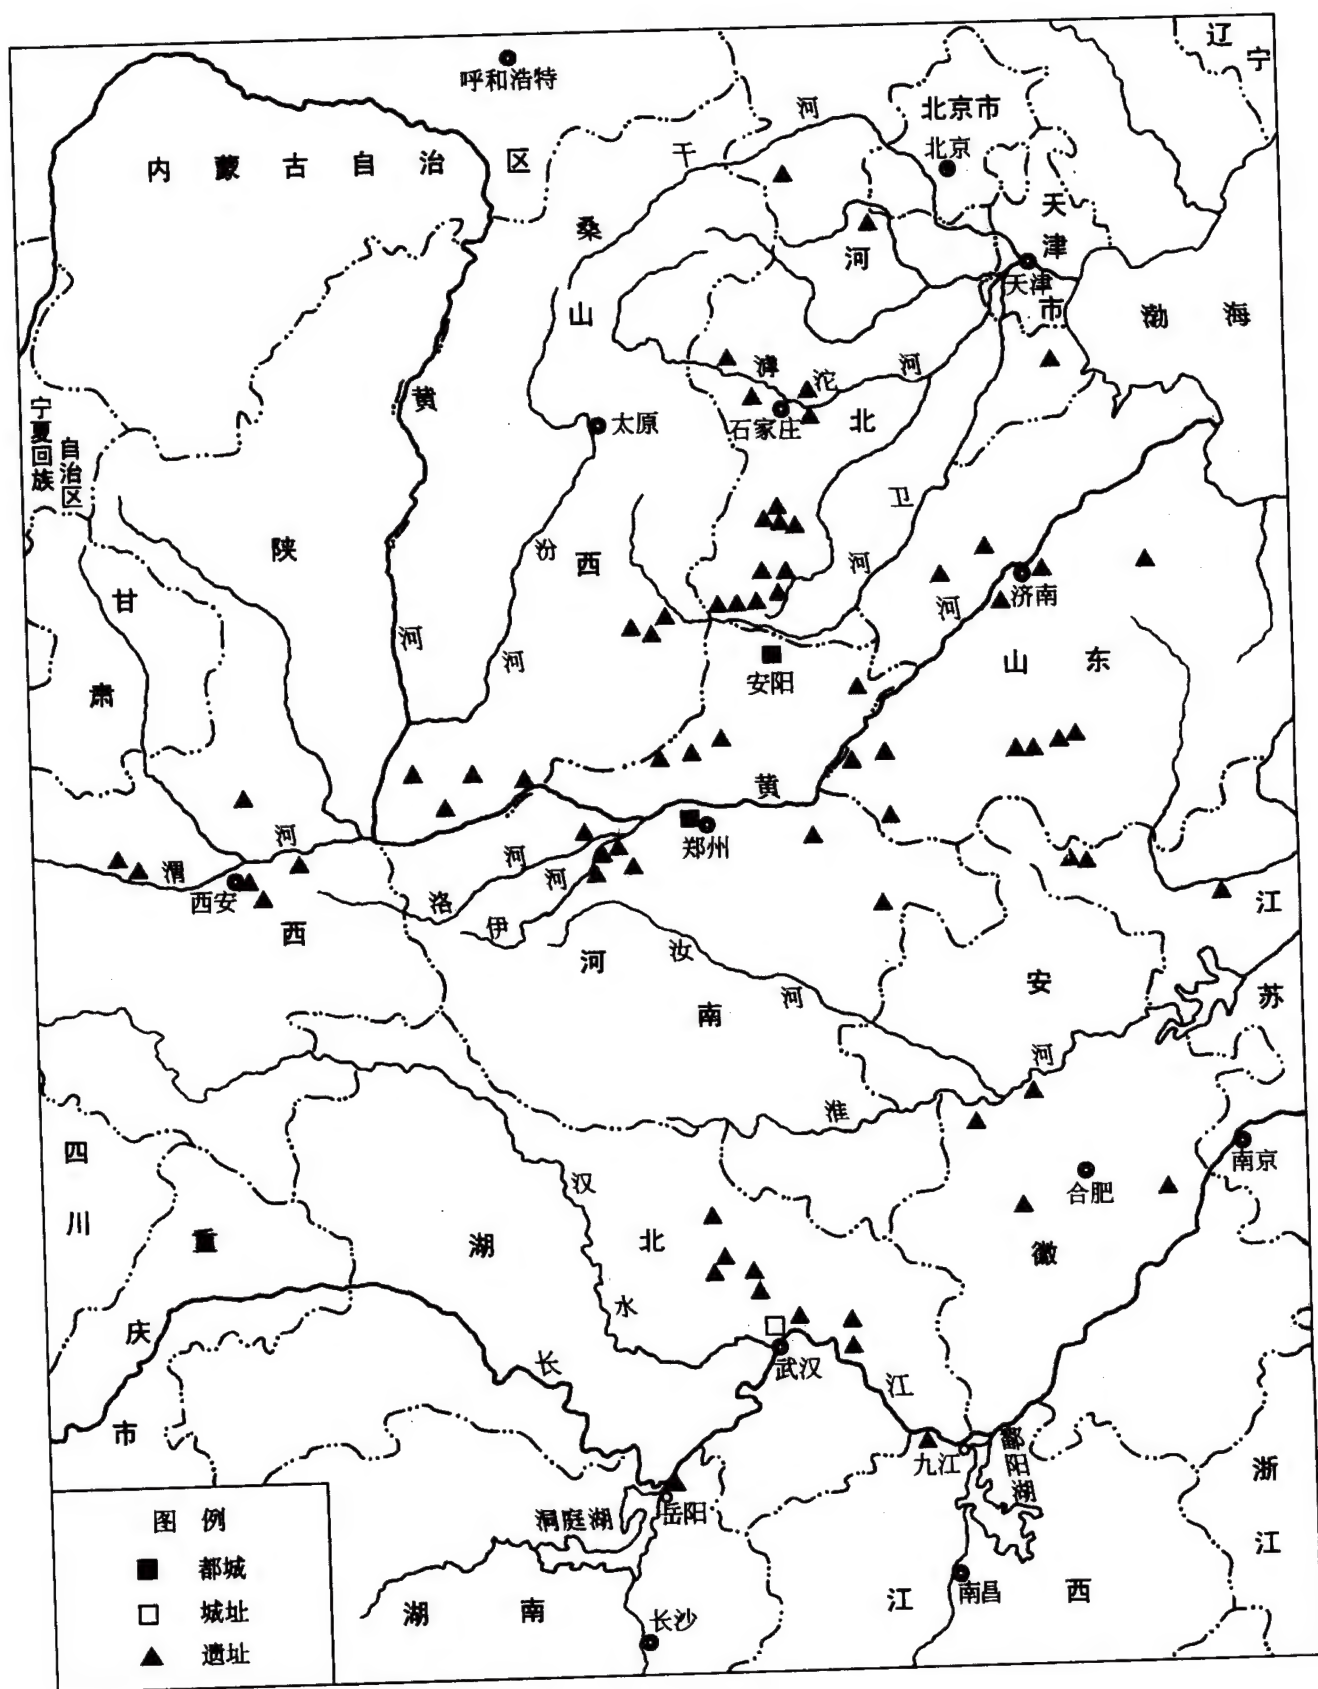 辽宁
呼和浩特
北京市
北京
内蒙古自治区
桑干河
天津市
天津
河北
渤海
山西
滹沱河
石家庄
太原
黄河
宁夏回族
自治区
陕西
汾河
卫河
甘肃
济南
山东
安阳
黄河
郑州
渭河
西安
洛河
伊河
河南
汝河
江苏
安徽
淮河
南京
合肥
四川
重庆市
湖北
汉水
武汉
长江
九江
鄱阳湖
浙江
洞庭湖
岳阳
南昌
江西
湖南
长沙
图例
都城
城址
遗址